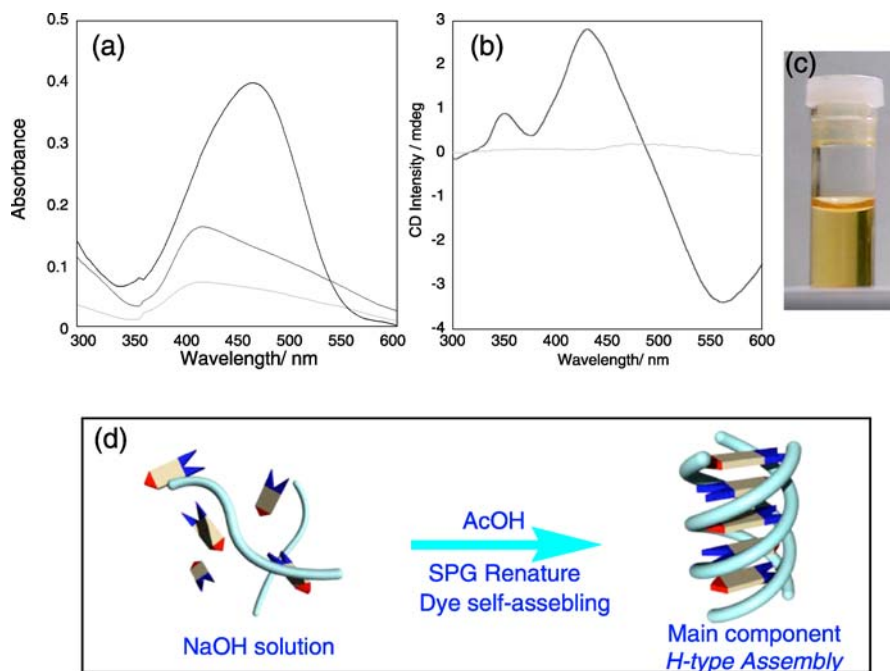 (a)
0.5
0.4
0.3
0.2
0.1
0
Absorbance
300 350 400 450 500 550 600
Wavelength/ nm
(b)
3
2
1
0
-1
-2
-3
-4
CD Intensity / mdeg
300 350 400 450 500 550 600
Wavelength/ nm
(c)
(d)
NaOH solution
AcOH
SPG Renature
Dye self-assebling
Main component
H-type Assembly